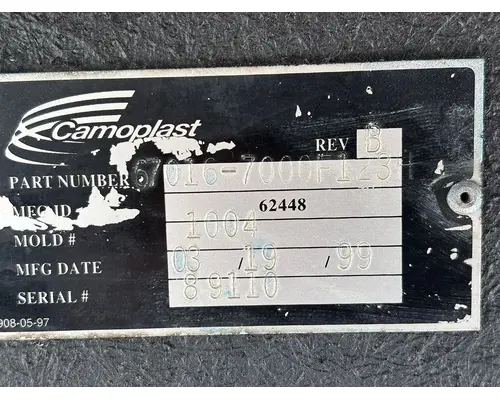 Camoplast
REV B
PART NUMBER 67016-7000F123H
MFG ID 62448
MOLD # 1004
MFG DATE 03 / 19 / 99
SERIAL # 89110
908-05-97